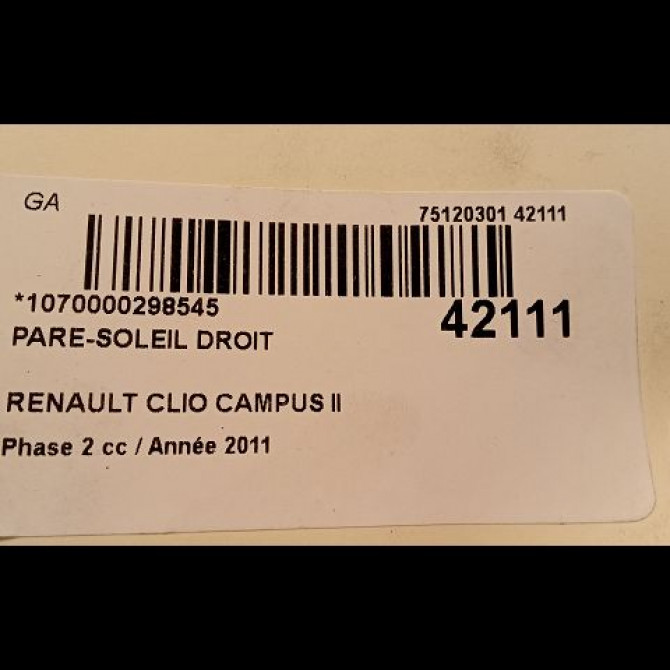 GA
75120301 42111
*1070000298545
42111
PARE-SOLEIL DROIT
RENAULT CLIO CAMPUS II
Phase 2 cc / Année 2011